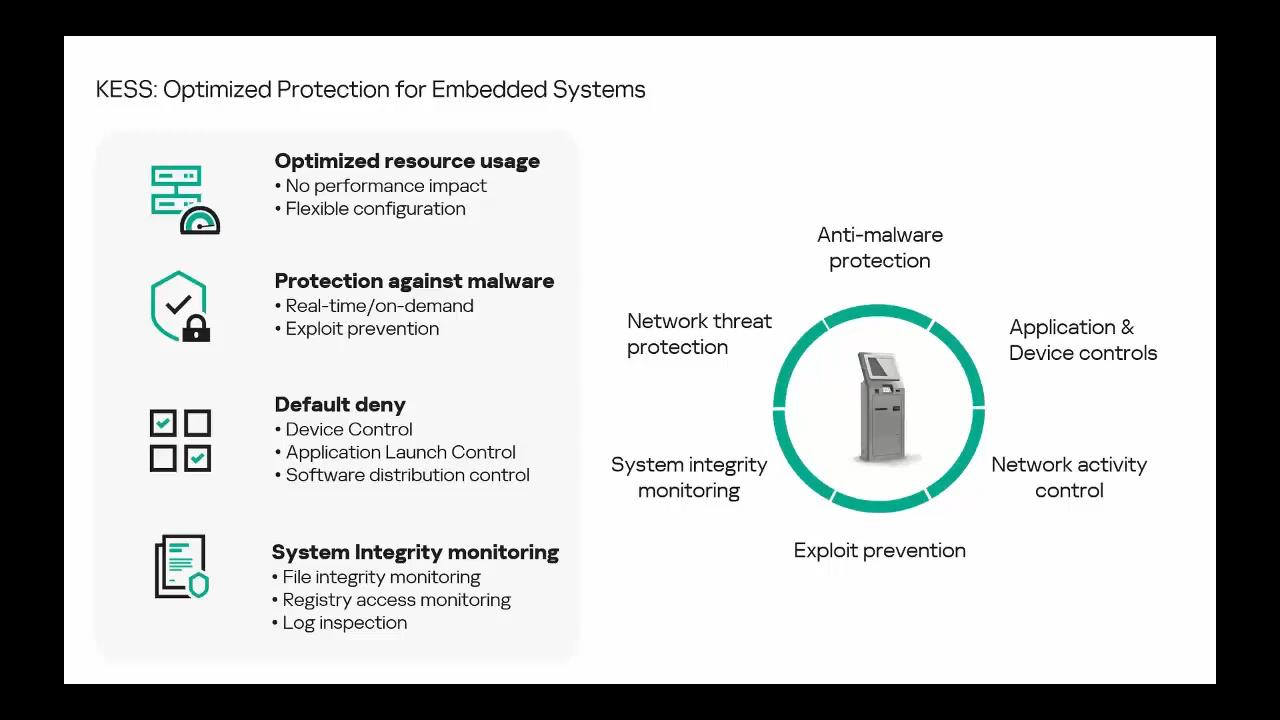 KESS: Optimized Protection for Embedded Systems
Optimized resource usage
• No performance impact
• Flexible configuration
Protection against malware
• Real-time/on-demand
• Exploit prevention
Default deny
• Device Control
• Application Launch Control
• Software distribution control
System Integrity monitoring
• File integrity monitoring
• Registry access monitoring
• Log inspection
Anti-malware
protection
Network threat
protection
Application &
Device controls
System integrity
monitoring
Network activity
control
Exploit prevention